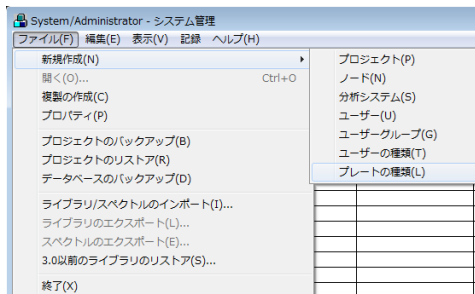 System/Administrator - システム管理
ファイル(F) 編集(E) 表示(V) 記録 ヘルプ(H)
新規作成(N)
開く(O)... Ctrl+O
複製の作成(C)
プロパティ(P)
プロジェクトのバックアップ(B)
プロジェクトのリストア(R)
データベースのバックアップ(D)
ライブラリ/スペクトルのインポート(I)...
ライブラリのエクスポート(L)...
スペクトルのエクスポート(E)...
3.0以前のライブラリのリストア(S)...
終了(X)
プロジェクト(P)
ノード(N)
分析システム(S)
ユーザー(U)
ユーザーグループ(G)
ユーザーの種類(T)
プレートの種類(L)